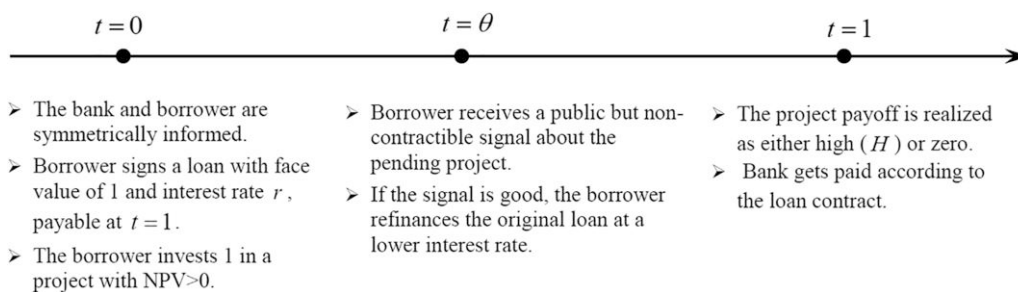 t = 0
t = θ
t = 1
➢ The bank and borrower are
symmetrically informed.
➢ Borrower signs a loan with face
value of 1 and interest rate r ,
payable at t = 1.
➢ The borrower invests 1 in a
project with NPV>0.
➢ Borrower receives a public but non-
contractible signal about the
pending project.
➢ If the signal is good, the borrower
refinances the original loan at a
lower interest rate.
➢ The project payoff is realized
as either high ( H ) or zero.
➢ Bank gets paid according to
the loan contract.